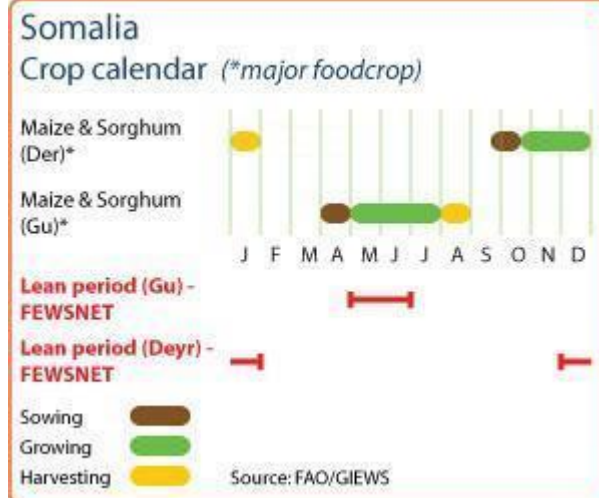 Somalia
Crop calendar (*major foodcrop)
Maize & Sorghum
(Der)*
Maize & Sorghum
(Gu)*
J F M A M J J A S O N D
Lean period (Gu) -
FEWSNET
Lean period (Deyr) -
FEWSNET
Sowing
Growing
Harvesting
Source: FAO/GIEWS